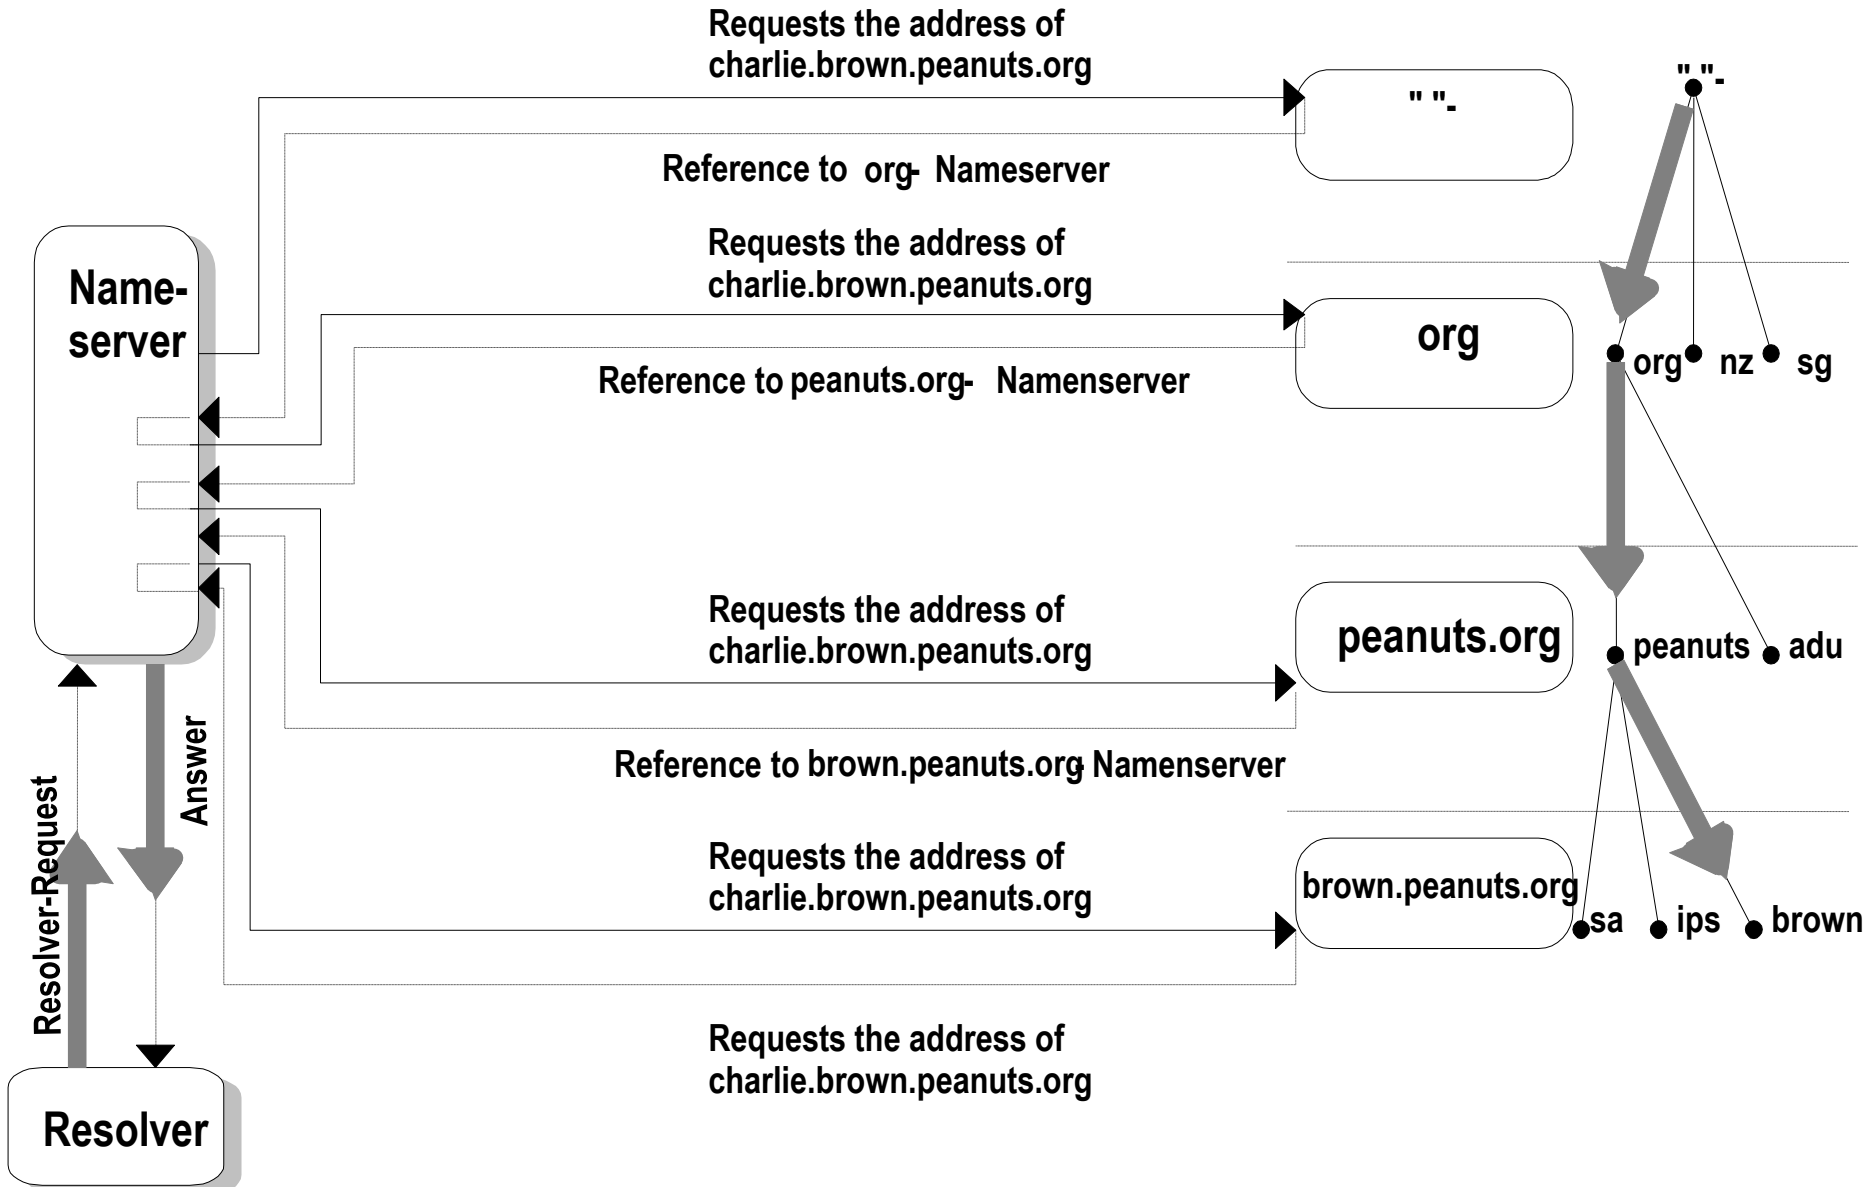 Requests the address of
charlie.brown.peanuts.org
" "-
" "-
Reference to org- Nameserver
Requests the address of
charlie.brown.peanuts.org
Name-
server
org
org nz sg
Reference to peanuts.org- Namenserver
Requests the address of
charlie.brown.peanuts.org
peanuts.org
peanuts adu
Answer
Reference to brown.peanuts.org- Namenserver
Resolver-Request
Requests the address of
charlie.brown.peanuts.org
brown.peanuts.org
sa ips brown
Requests the address of
charlie.brown.peanuts.org
Resolver